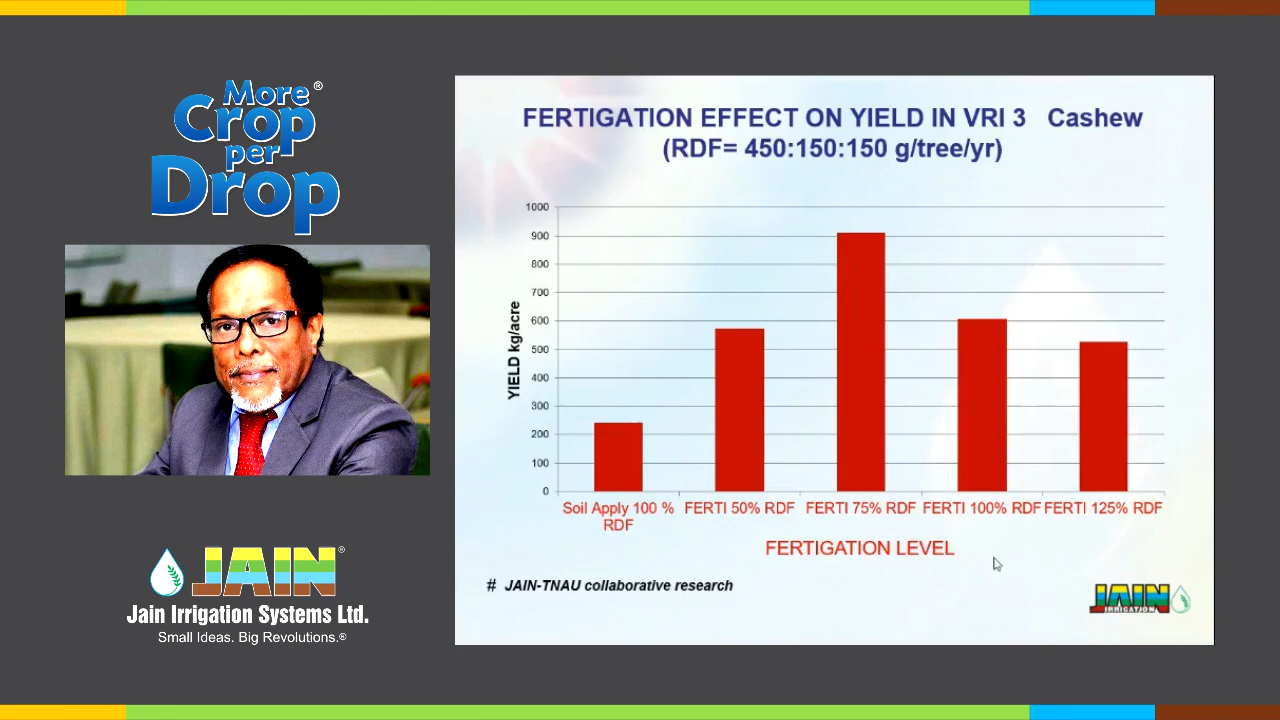 More®
Crop
per
Drop
JAIN®
Jain Irrigation Systems Ltd.
Small Ideas. Big Revolutions.®
FERTIGATION EFFECT ON YIELD IN VRI 3 Cashew
(RDF= 450:150:150 g/tree/yr)
YIELD kg/acre
1000
900
800
700
600
500
400
300
200
100
0
Soil Apply 100 % RDF
FERTI 50% RDF
FERTI 75% RDF
FERTI 100% RDF
FERTI 125% RDF
FERTIGATION LEVEL
# JAIN-TNAU collaborative research
JAIN
IRRIGATION